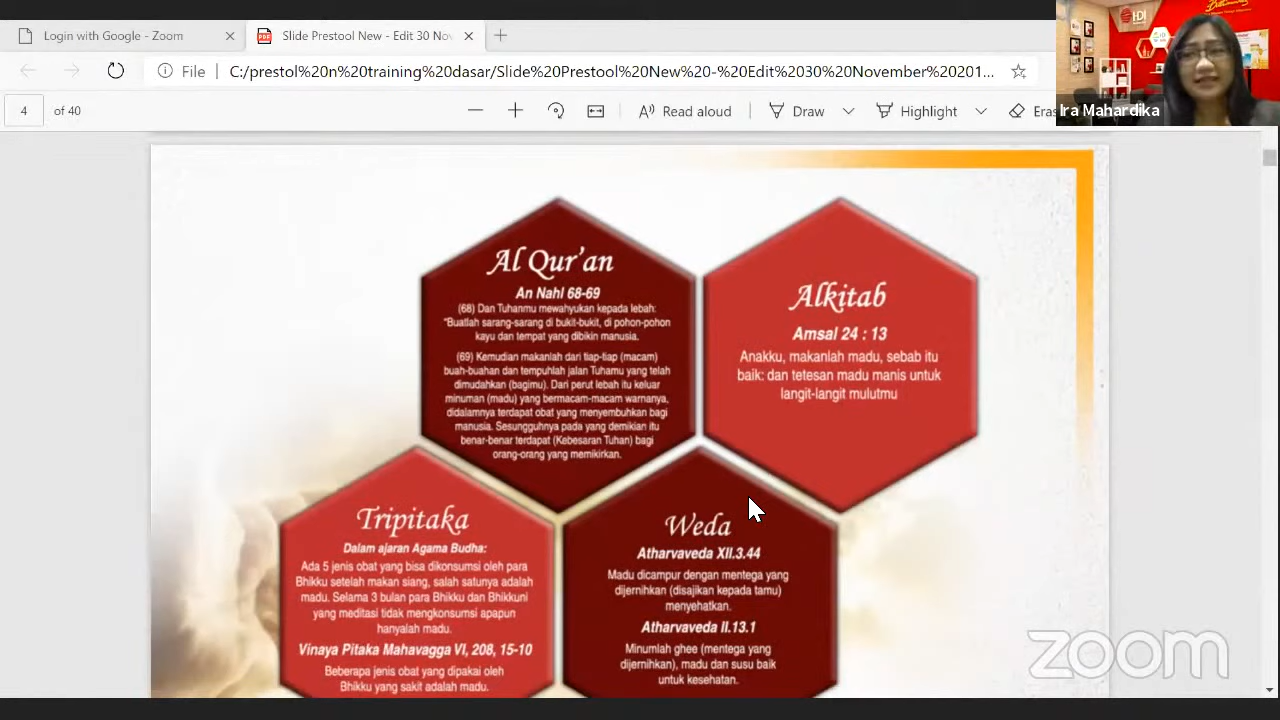 Login with Google - Zoom
Slide Prestool New - Edit 30 Nov
File
C:/prestol%20n%20training%20dasar/Slide%20Prestool%20New%20-%20Edit%2030%20November%20201...
4
of 40
Read aloud
Draw
Highlight
Eras
HDI
Ira Mahardika
Al Qur'an
An Nahl 68-69
(68) Dan Tuhanmu mewahyukan kepada lebah:
"Buatlah sarang-sarang di bukit-bukit, di pohon-pohon
kayu dan tempat yang dibikin manusia.
(69) Kemudian makanlah dari tiap-tiap (macam)
buah-buahan dan tempuhlah jalan Tuhamu yang telah
dimudahkan (bagimu). Dari perut lebah itu keluar
minuman (madu) yang bermacam-macam warnanya,
didalamnya terdapat obat yang menyembuhkan bagi
manusia. Sesungguhnya pada yang demikian itu
benar-benar terdapat (Kebesaran Tuhan) bagi
orang-orang yang memikirkan.
Alkitab
Amsal 24 : 13
Anakku, makanlah madu, sebab itu
baik: dan tetesan madu manis untuk
langit-langit mulutmu
Tripitaka
Dalam ajaran Agama Budha:
Ada 5 jenis obat yang bisa dikonsumsi oleh para
Bhikku setelah makan siang, salah satunya adalah
madu. Selama 3 bulan para Bhikku dan Bhikkuni
yang meditasi tidak mengkonsumsi apapun
hanyalah madu.
Vinaya Pitaka Mahavagga VI, 208, 15-10
Beberapa jenis obat yang dipakai oleh
Bhikku yang sakit adalah madu.
Weda
Atharvaveda XII.3.44
Madu dicampur dengan mentega yang
dijernihkan (disajikan kepada tamu)
menyehatkan.
Atharvaveda II.13.1
Minumlah ghee (mentega yang
dijernihkan), madu dan susu baik
untuk kesehatan.
zoom